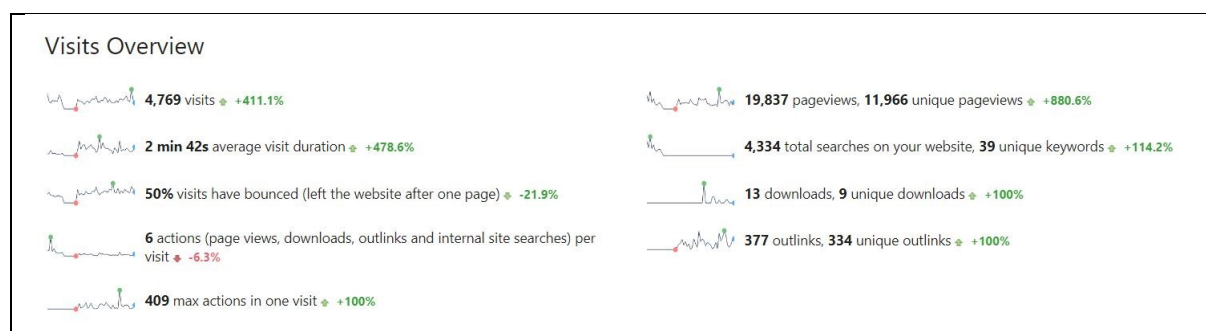 Visits Overview
4,769 visits +411.1%
2 min 42s average visit duration +478.6%
50% visits have bounced (left the website after one page) -21.9%
6 actions (page views, downloads, outlinks and internal site searches) per
visit -6.3%
409 max actions in one visit +100%
19,837 pageviews, 11,966 unique pageviews +880.6%
4,334 total searches on your website, 39 unique keywords +114.2%
13 downloads, 9 unique downloads +100%
377 outlinks, 334 unique outlinks +100%